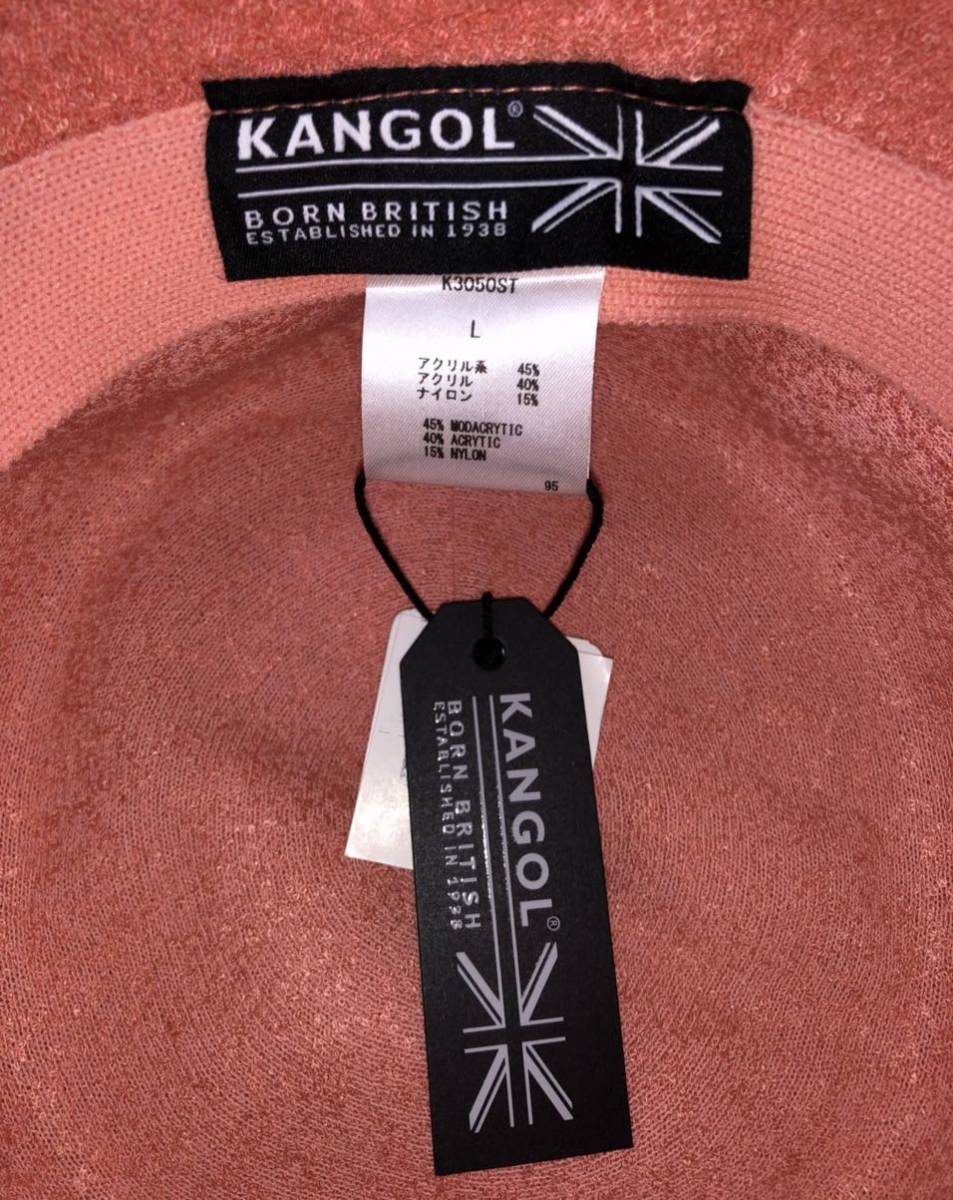 KANGOL®
BORN BRITISH
ESTABLISHED IN 1938
K3050ST
L
アクリル系 45%
アクリル 40%
ナイロン 15%
45% MODACRYTIC
40% ACRYTIC
15% NYLON
95
KANGOL®
BORN BRITISH
ESTABLISHED IN 1938